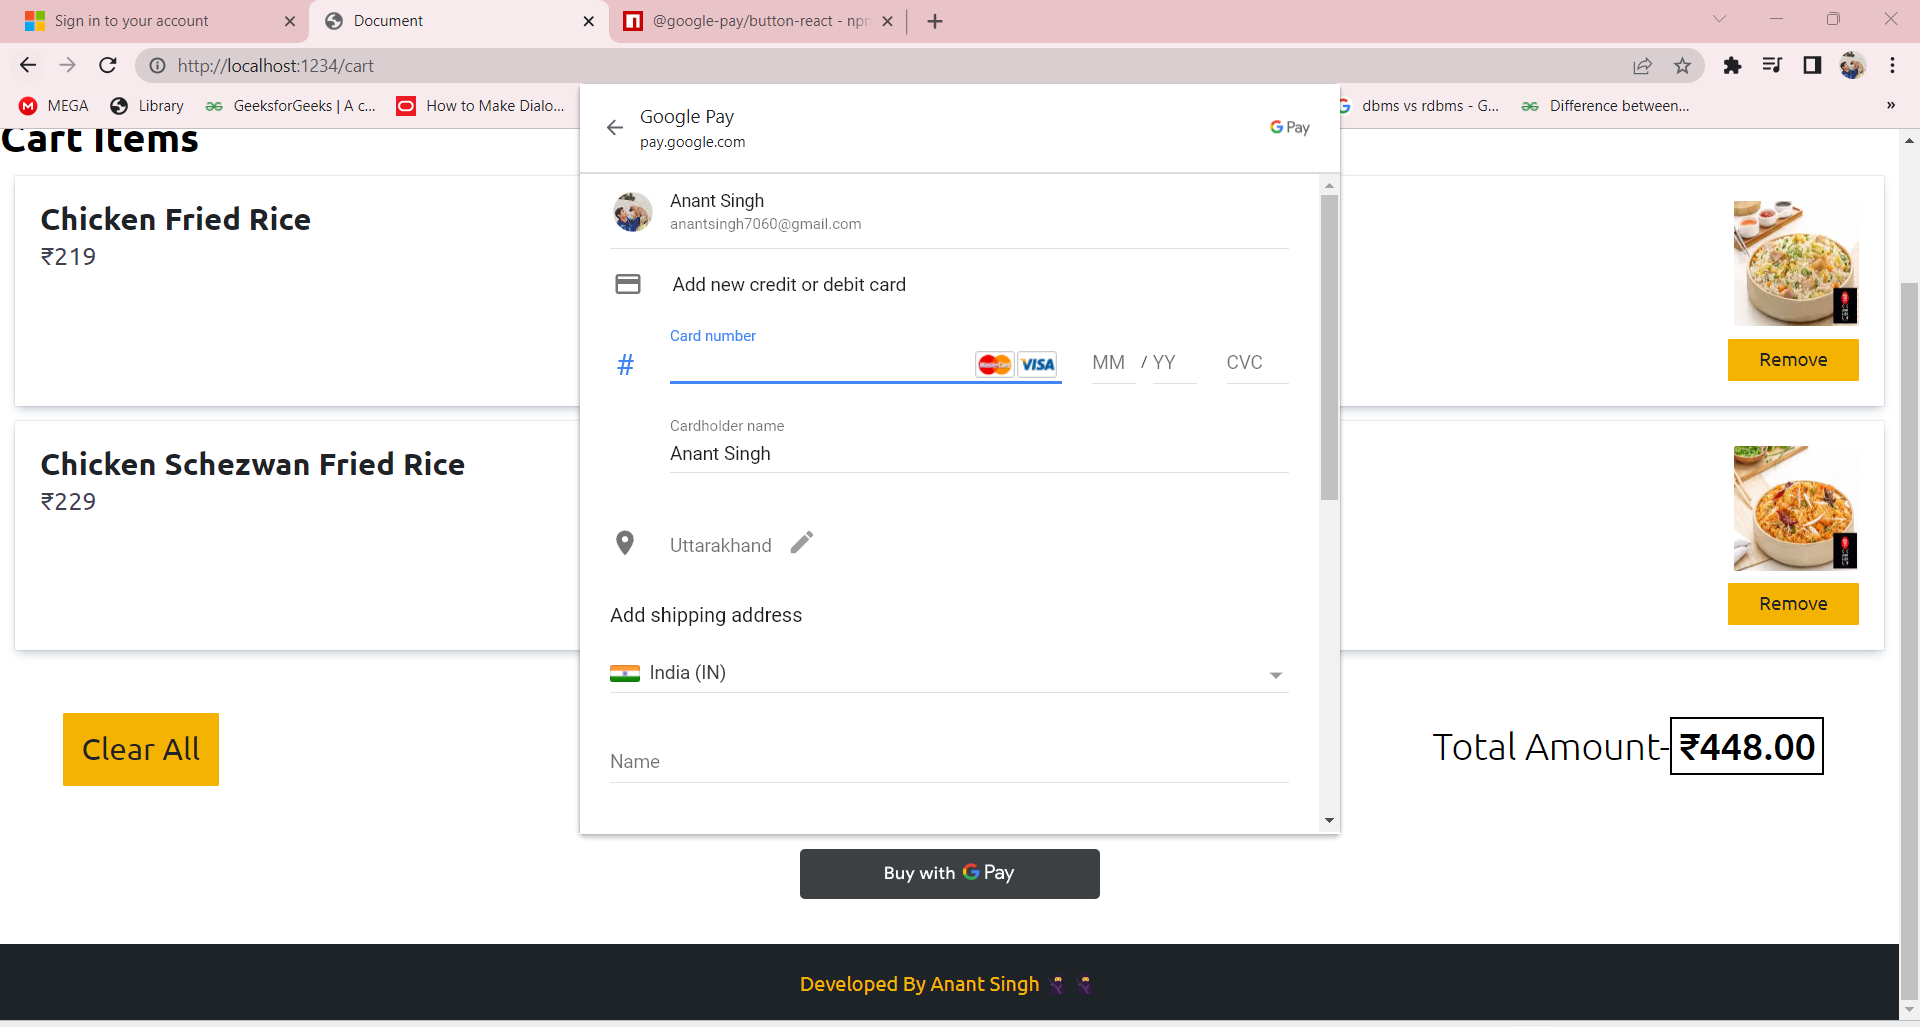 Sign in to your account
Document
@google-pay/button-react - npm
http://localhost:1234/cart
MEGA
Library
GeeksforGeeks | A c...
How to Make Dialo...
dbms vs rdbms - G...
Difference between...
»
Cart Items
Chicken Fried Rice
₹219
Remove
Chicken Schezwan Fried Rice
₹229
Remove
Clear All
Total Amount- ₹448.00
Google Pay
pay.google.com
G Pay
Anant Singh
anantsingh7060@gmail.com
Add new credit or debit card
Card number
#
MasterCard VISA
MM / YY
CVC
Cardholder name
Anant Singh
Uttarakhand
Add shipping address
India (IN)
Name
Buy with G Pay
Developed By Anant Singh